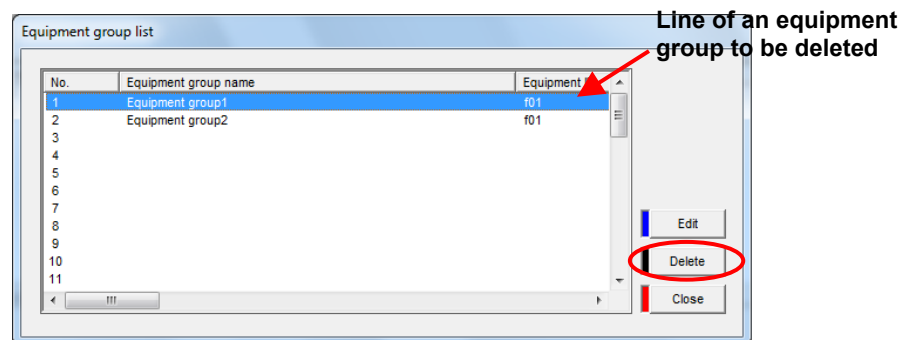 Line of an equipment
group to be deleted
Equipment group list
No. Equipment group name Equipment
1 Equipment group1 f01
2 Equipment group2 f01
3
4
5
6
7
8
9
10
11
Edit
Delete
Close